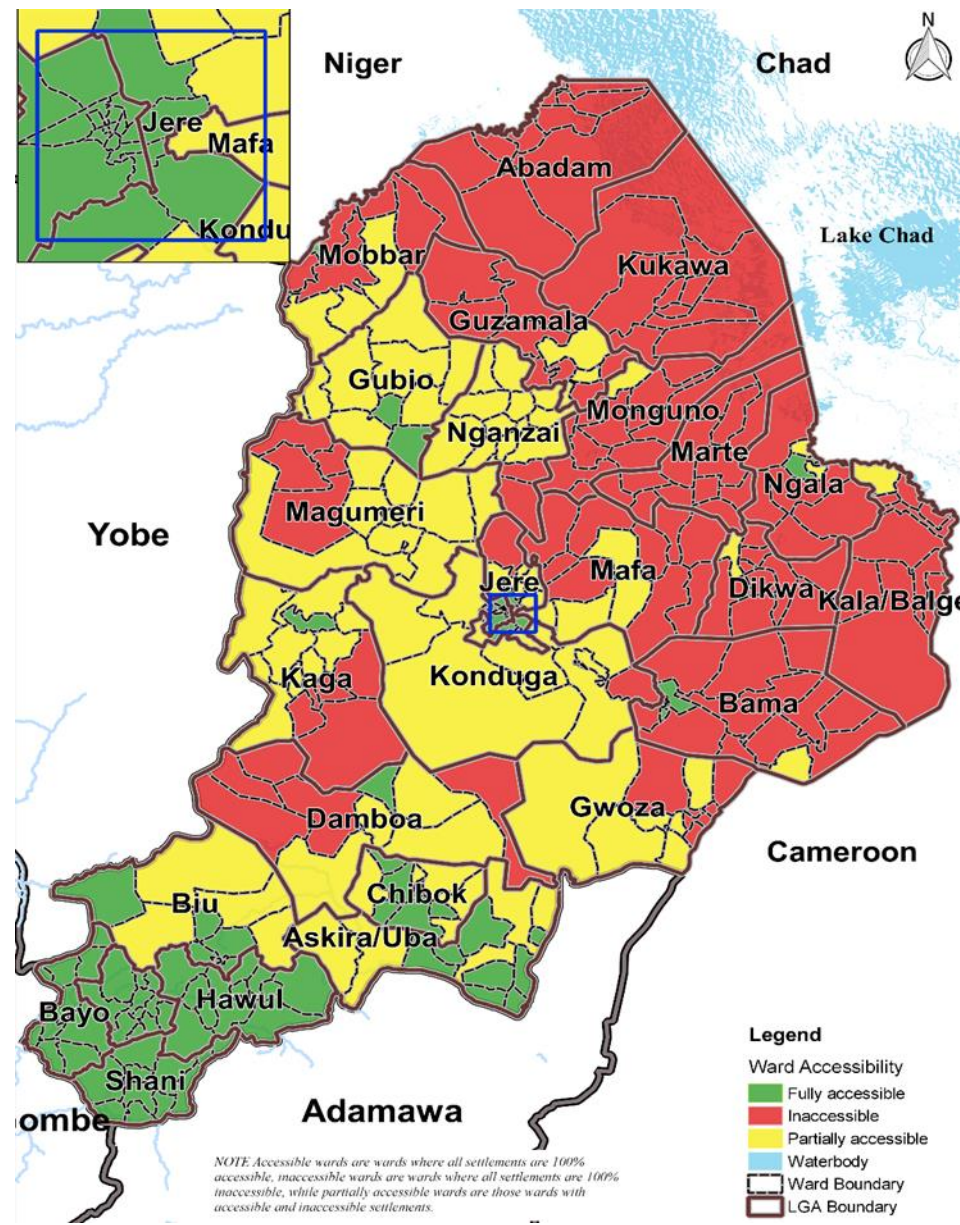 Niger
Chad
N
Jere
Mafa
Kondu
Abadam
Lake Chad
Mobbar
Kukawa
Guzamala
Gubio
Monguno
Nganzai
Marte
Ngala
Magumeri
Yobe
Jere
Mafa
Dikwa
Kala/Balge
Kaga
Konduga
Bama
Damboa
Gwoza
Cameroon
Biu
Chibok
Askira/Uba
Bayo
Hawul
Shani
ombe
Adamawa
Legend
Ward Accessibility
Fully accessible
Inaccessible
Partially accessible
Waterbody
Ward Boundary
LGA Boundary
NOTE Accessible wards are wards where all settlements are 100%
accessible, inaccessible wards are wards where all settlements are 100%
inaccessible, while partially accessible wards are those wards with
accessible and inaccessible settlements.